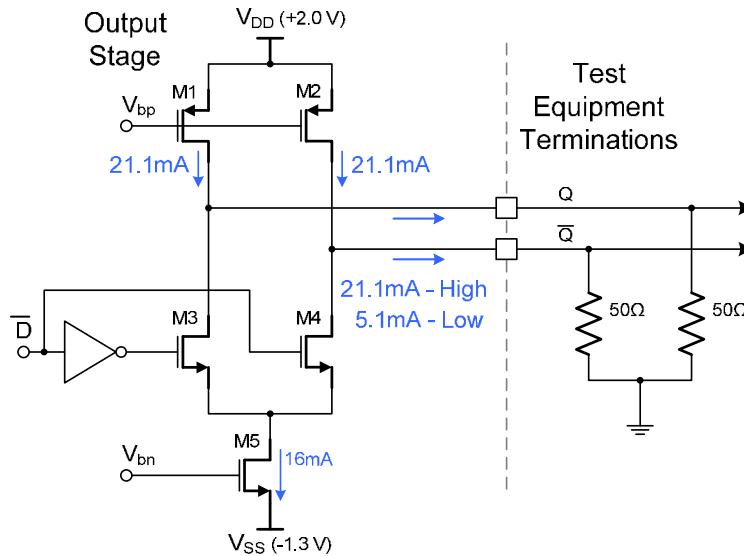 Output
Stage
V_DD (+2.0 V)
Test
Equipment
Terminations
M1
M2
V_bp
21.1mA
21.1mA
Q
Q̅
21.1mA - High
5.1mA - Low
50Ω
50Ω
D̅
M3
M4
M5
V_bn
16mA
V_SS (-1.3 V)